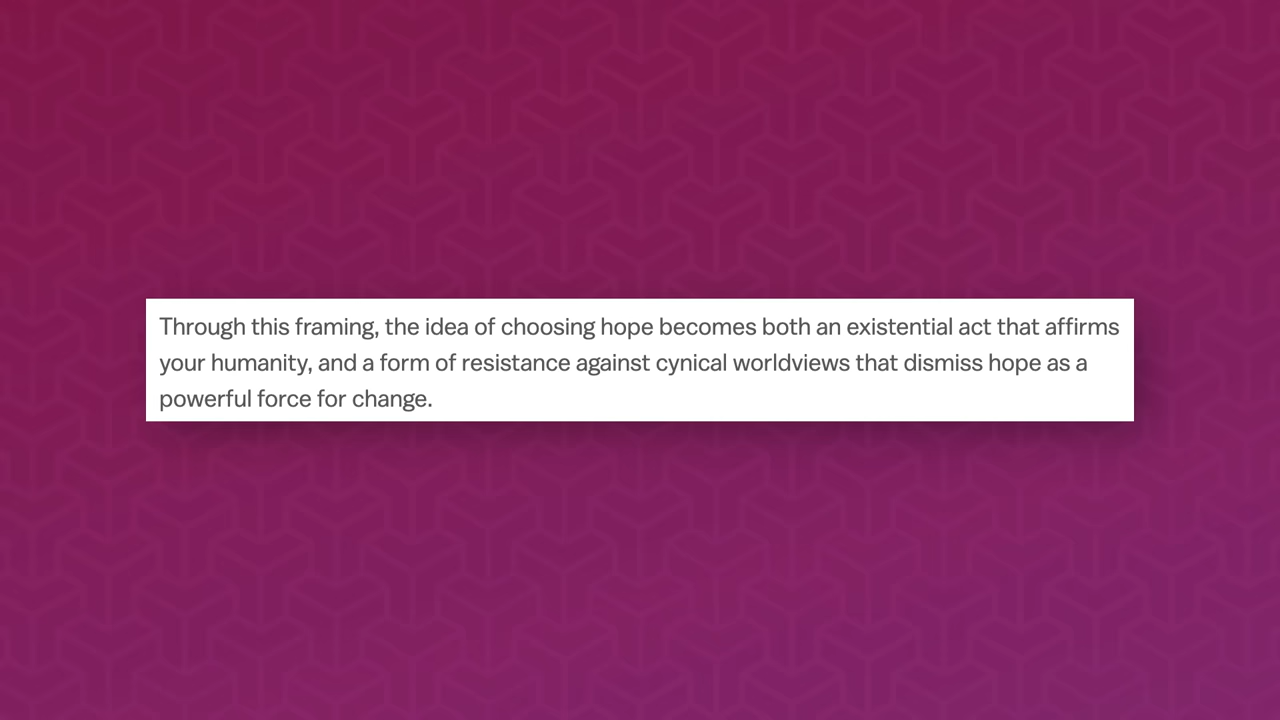 Through this framing, the idea of choosing hope becomes both an existential act that affirms
your humanity, and a form of resistance against cynical worldviews that dismiss hope as a
powerful force for change.